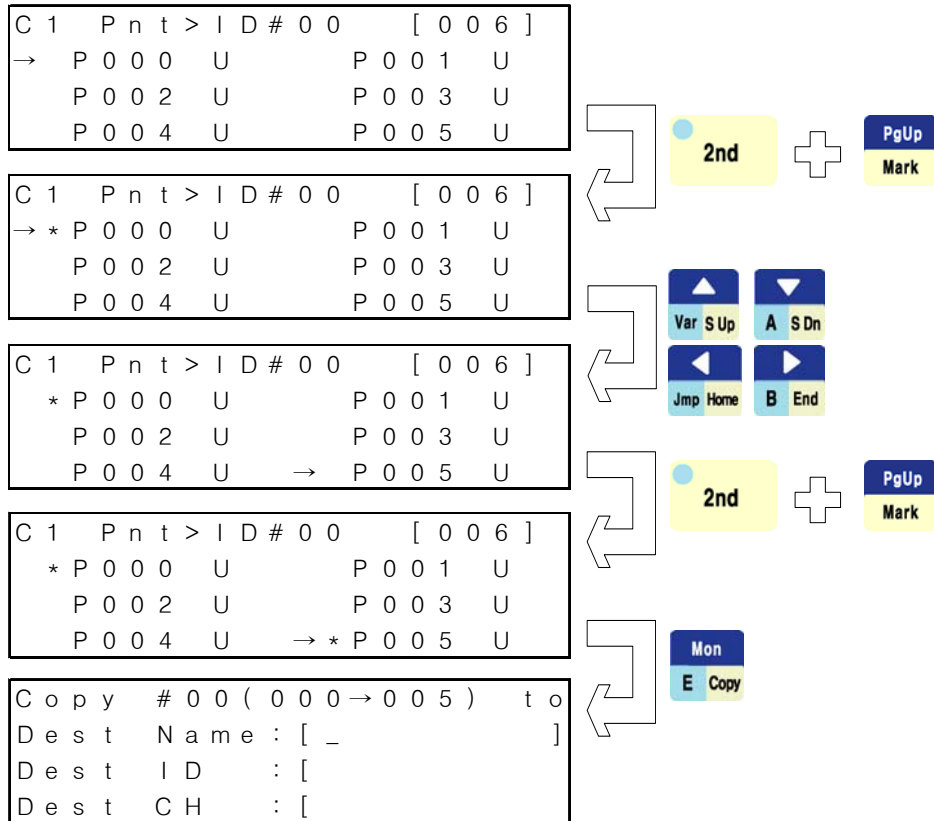 C1 Pnt>ID#00 [006]
→ P000 U P001 U
P002 U P003 U
P004 U P005 U
2nd
PgUp
Mark
C1 Pnt>ID#00 [006]
→*P000 U P001 U
P002 U P003 U
P004 U P005 U
Var S Up
A S Dn
Jmp Home
B End
C1 Pnt>ID#00 [006]
*P000 U P001 U
P002 U P003 U
P004 U → P005 U
2nd
PgUp
Mark
C1 Pnt>ID#00 [006]
*P000 U P001 U
P002 U P003 U
P004 U →*P005 U
Mon
E Copy
Copy #00(000→005) to
Dest Name:[_ ]
Dest ID :[
Dest CH :[